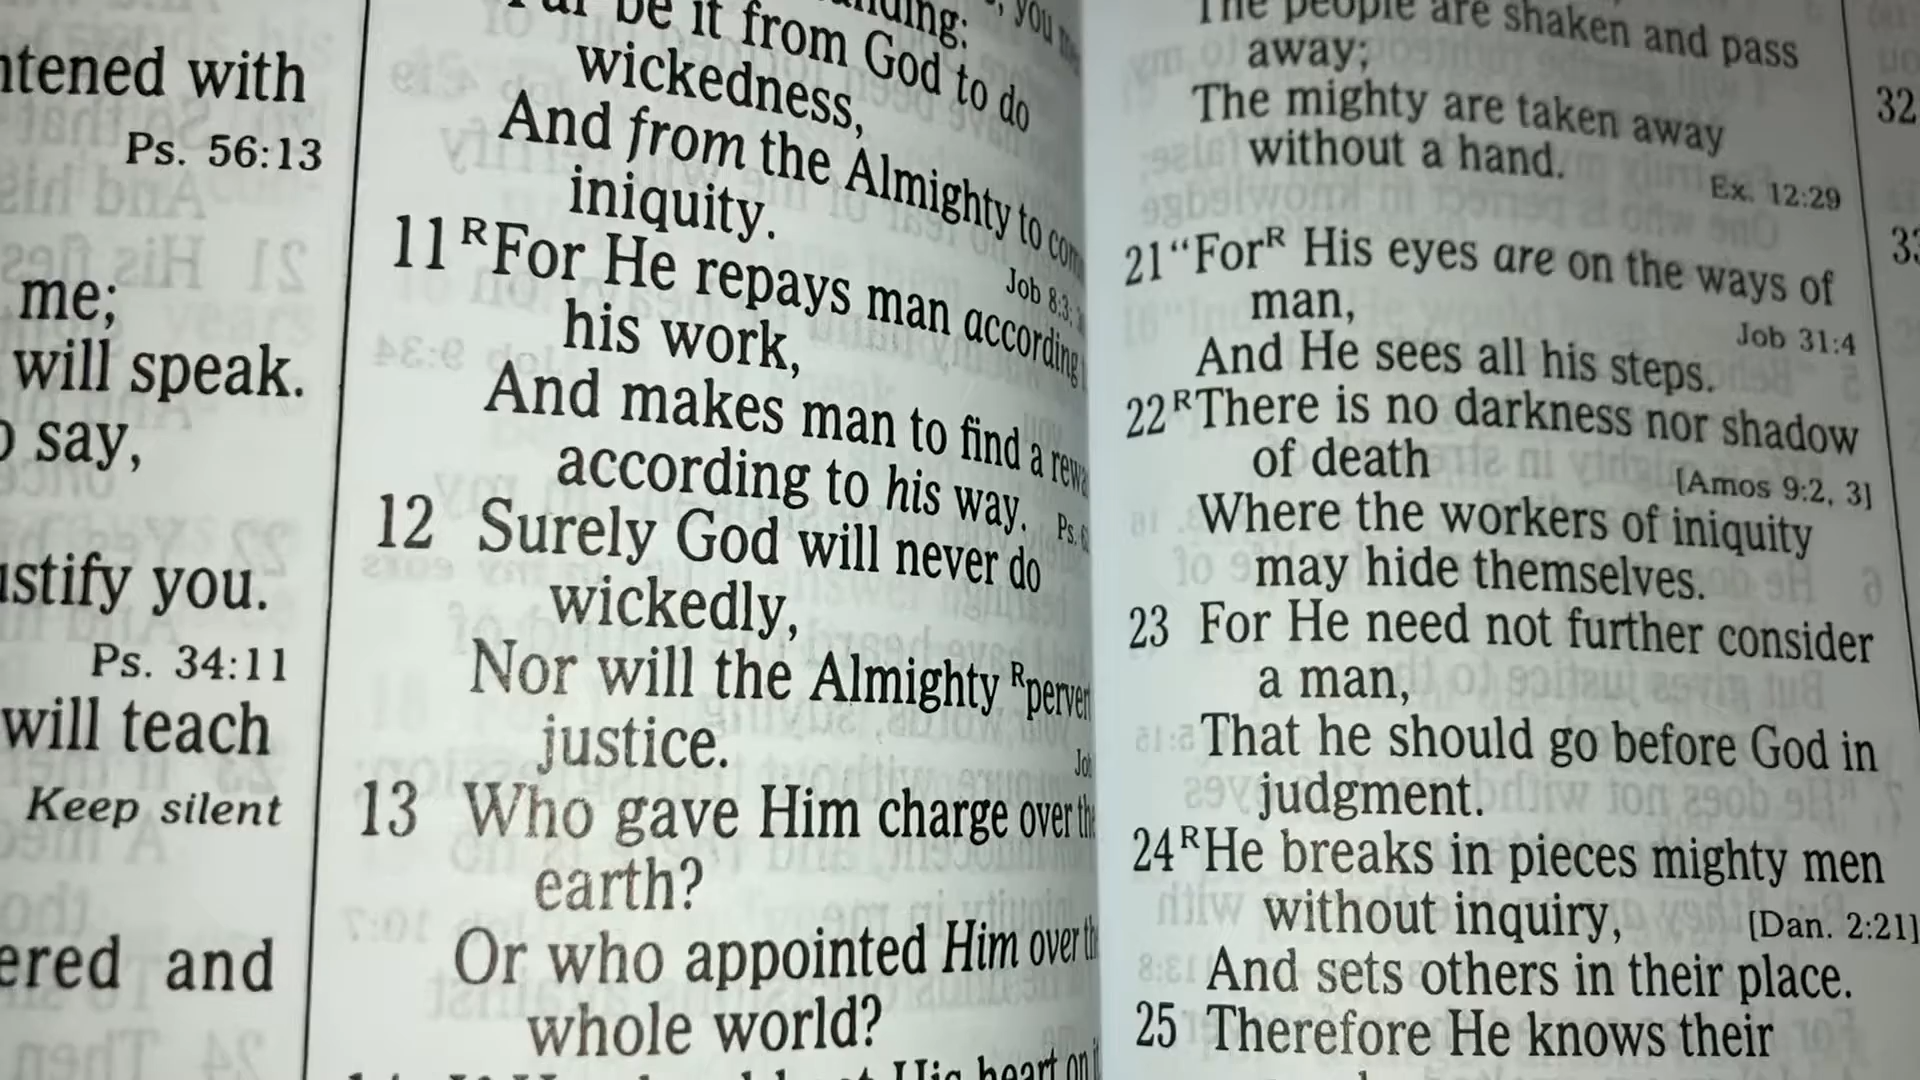 with
Ps. 56:13
me;
will speak.
say,
you.
Ps. 34:11
will teach
Keep silent
and
be it from God to do
wickedness,
And from the Almighty to
iniquity.
Job 8:3;
11 RFor He repays man according
his work,
And makes man to find a
according to his way.
Ps.
12 Surely God will never do
wickedly,
Nor will the Almighty R
justice.
13 Who gave Him charge over
earth?
Or who appointed Him over
whole world?
His heart on
The people are shaken and pass
away;
The mighty are taken away
without a hand.
Ex. 12:29
21 “ForR His eyes are on the ways of
man,
Job 31:4
And He sees all his steps.
22 RThere is no darkness nor shadow
of death
[Amos 9:2, 3]
Where the workers of iniquity
may hide themselves.
23 For He need not further consider
a man,
That he should go before God in
judgment.
24 RHe breaks in pieces mighty men
without inquiry,
[Dan. 2:21]
And sets others in their place.
25 Therefore He knows their
32